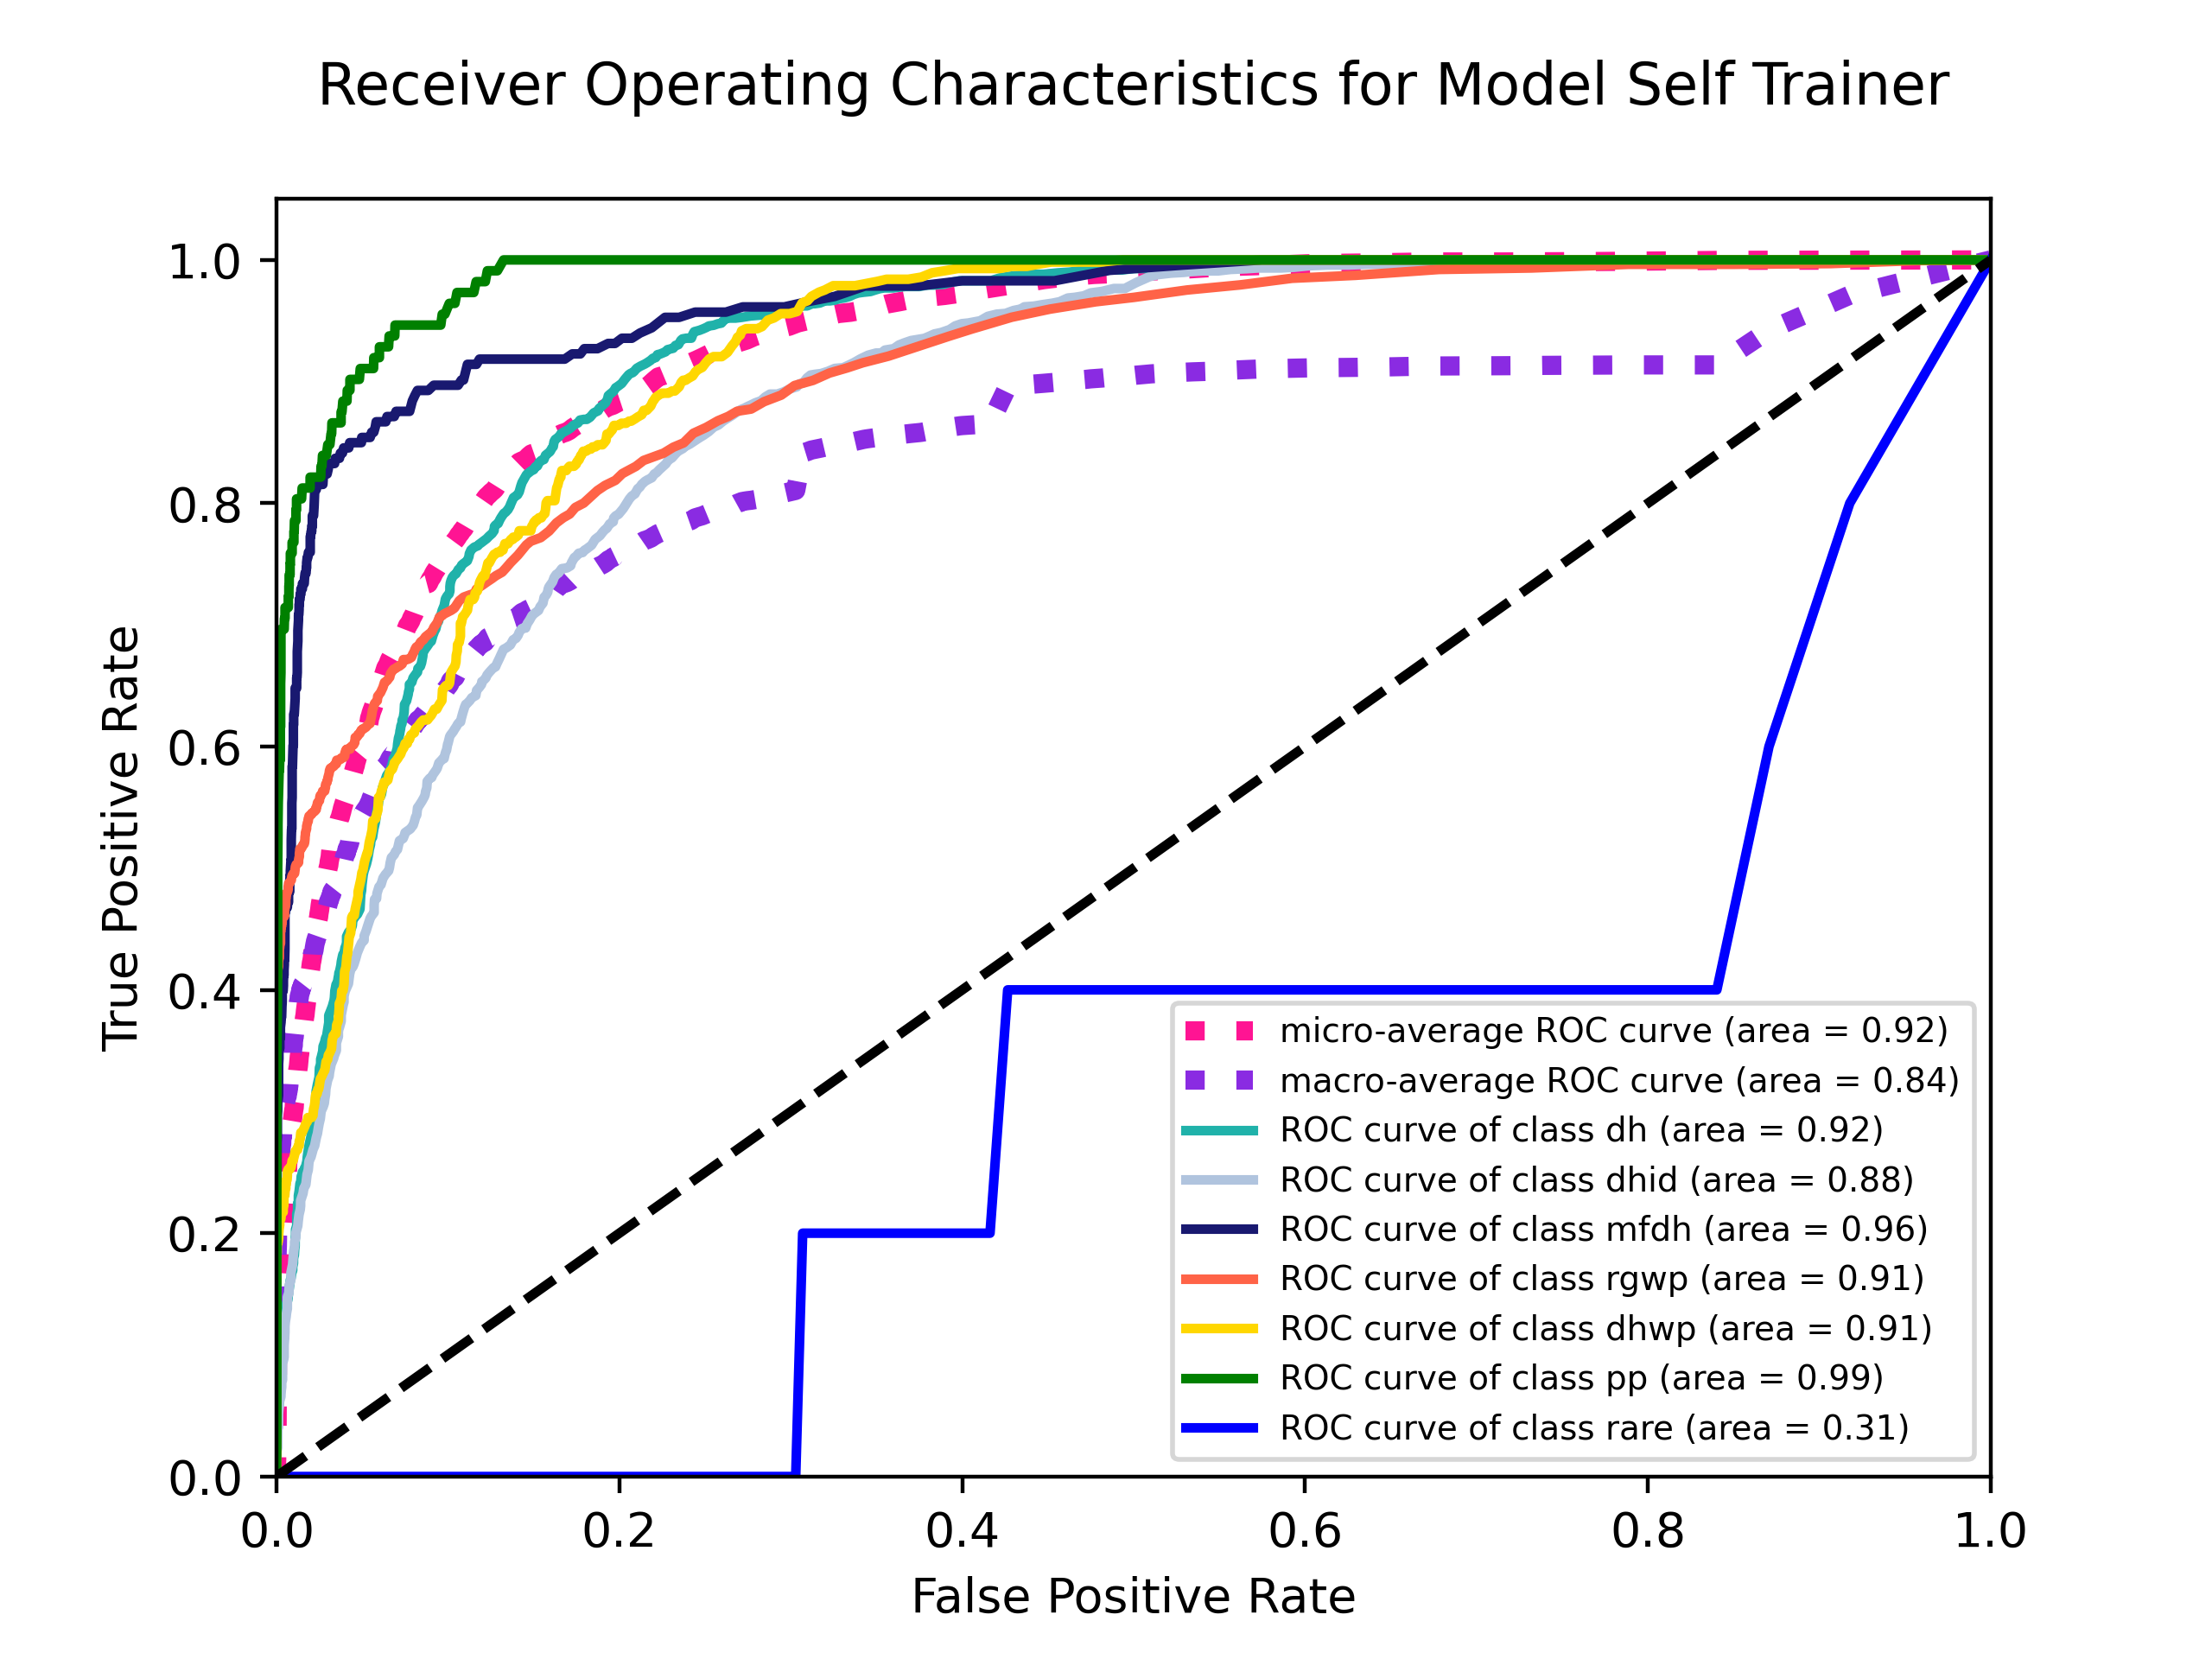 Receiver Operating Characteristics for Model Self Trainer
1.0
0.8
0.6
0.4
0.2
0.0
True Positive Rate
micro-average ROC curve (area = 0.92)
macro-average ROC curve (area = 0.84)
ROC curve of class dh (area = 0.92)
ROC curve of class dhid (area = 0.88)
ROC curve of class mfdh (area = 0.96)
ROC curve of class rgwp (area = 0.91)
ROC curve of class dhwp (area = 0.91)
ROC curve of class pp (area = 0.99)
ROC curve of class rare (area = 0.31)
0.0 0.2 0.4 0.6 0.8 1.0
False Positive Rate